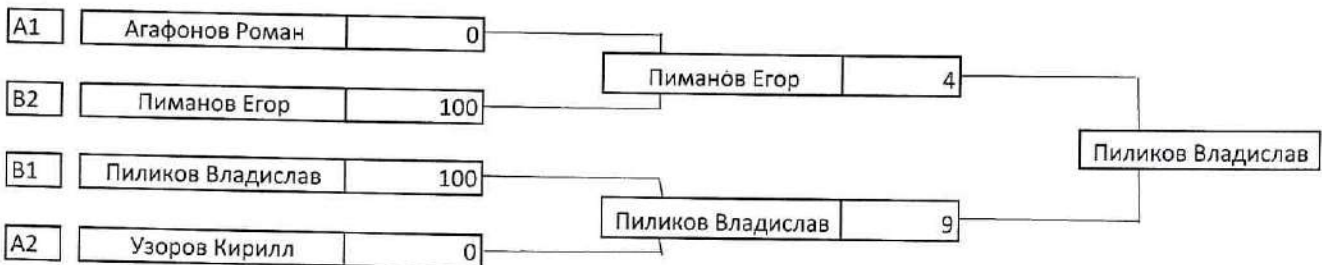 A1 Агафонов Роман 0
B2 Пиманов Егор 100
B1 Пиликов Владислав 100
A2 Узоров Кирилл 0
Пиманов Егор 4
Пиликов Владислав 9
Пиликов Владислав